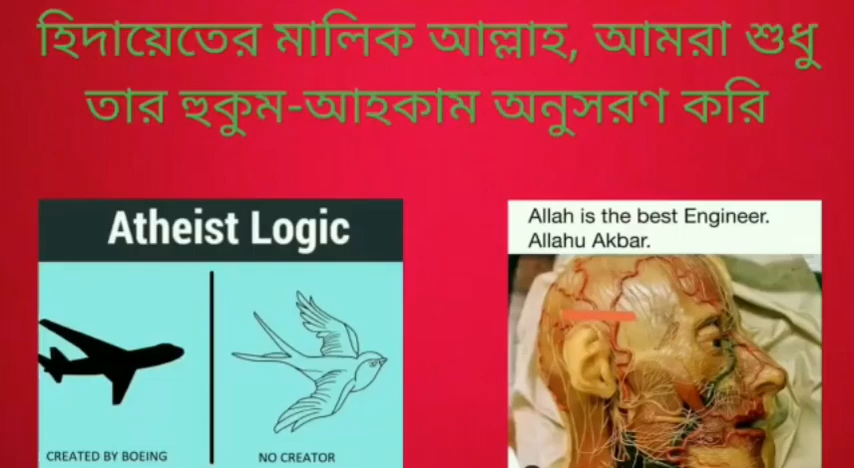 হিদায়েতের মালিক আল্লাহ, আমরা শুধু
তার হুকুম-আহকাম অনুসরণ করি
Atheist Logic
CREATED BY BOEING
NO CREATOR
Allah is the best Engineer.
Allahu Akbar.